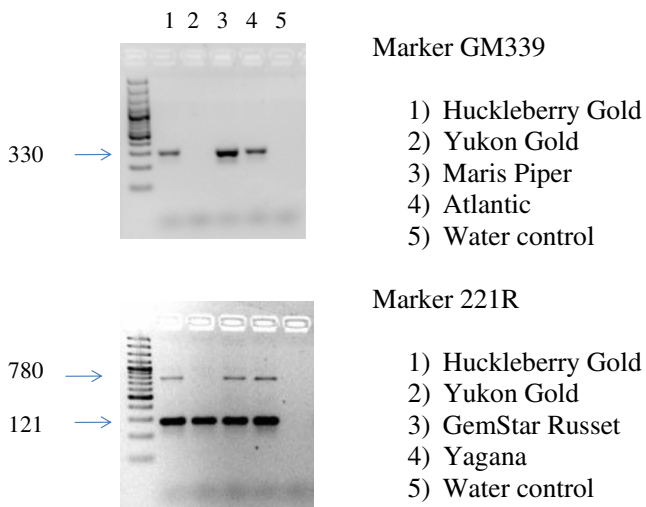 1 2 3 4 5
Marker GM339
330
1) Huckleberry Gold
2) Yukon Gold
3) Maris Piper
4) Atlantic
5) Water control
Marker 221R
780
121
1) Huckleberry Gold
2) Yukon Gold
3) GemStar Russet
4) Yagana
5) Water control